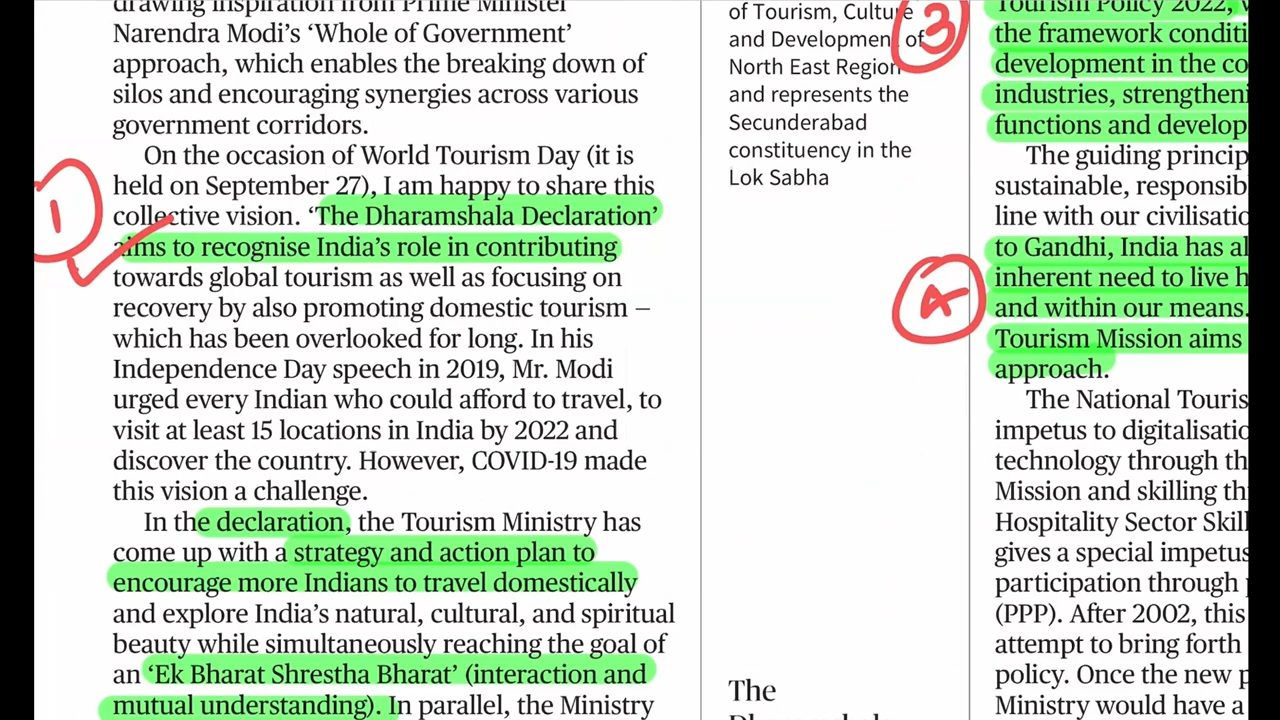 drawing inspiration from Prime Minister
Narendra Modi’s ‘Whole of Government’
approach, which enables the breaking down of
silos and encouraging synergies across various
government corridors.
On the occasion of World Tourism Day (it is
held on September 27), I am happy to share this
collective vision. ‘The Dharamshala Declaration’
aims to recognise India’s role in contributing
towards global tourism as well as focusing on
recovery by also promoting domestic tourism —
which has been overlooked for long. In his
Independence Day speech in 2019, Mr. Modi
urged every Indian who could afford to travel, to
visit at least 15 locations in India by 2022 and
discover the country. However, COVID-19 made
this vision a challenge.
In the declaration, the Tourism Ministry has
come up with a strategy and action plan to
encourage more Indians to travel domestically
and explore India’s natural, cultural, and spiritual
beauty while simultaneously reaching the goal of
an ‘Ek Bharat Shrestha Bharat’ (interaction and
mutual understanding). In parallel, the Ministry
1
of Tourism, Culture
and Development of
North East Region
and represents the
Secunderabad
constituency in the
Lok Sabha
The
3
4
Tourism Policy 2022,
the framework conditi
development in the co
industries, strengtheni
functions and develop
The guiding princip
sustainable, responsib
line with our civilisatio
to Gandhi, India has al
inherent need to live h
and within our means.
Tourism Mission aims
approach.
The National Touris
impetus to digitalisatio
technology through th
Mission and skilling th
Hospitality Sector Skil
gives a special impetus
participation through
(PPP). After 2002, this
attempt to bring forth
policy. Once the new p
Ministry would have a